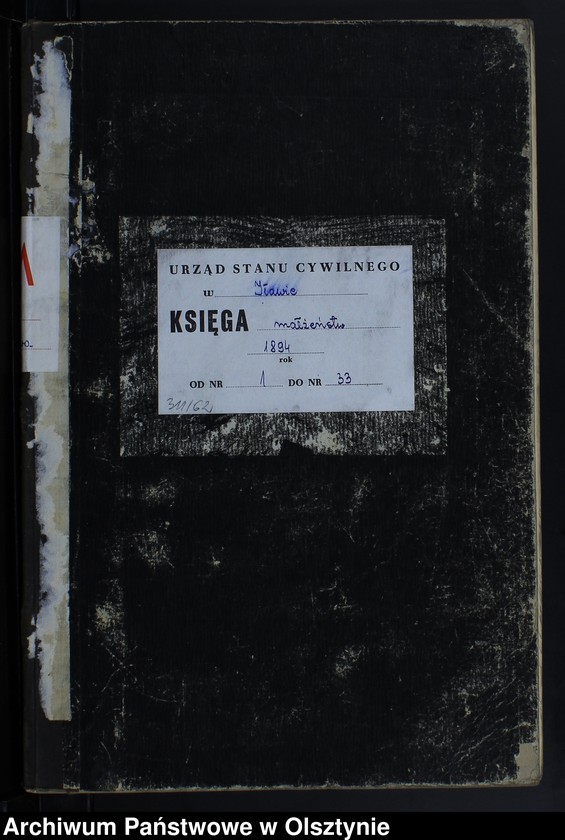 URZĄD STANU CYWILNEGO
w Iławie
KSIĘGA małżeństw
1894
rok
OD NR 1 DO NR 33
311/62
Archiwum Państwowe w Olsztynie